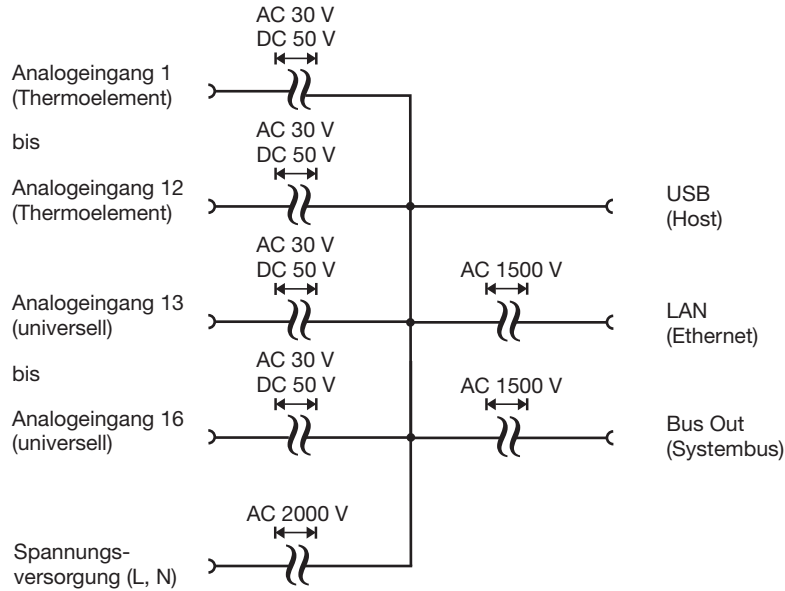 AC 30 V
DC 50 V
Analogeingang 1
(Thermoelement)
bis
AC 30 V
DC 50 V
Analogeingang 12
(Thermoelement)
USB
(Host)
AC 30 V
DC 50 V
AC 1500 V
Analogeingang 13
(universell)
LAN
(Ethernet)
bis
AC 30 V
DC 50 V
AC 1500 V
Analogeingang 16
(universell)
Bus Out
(Systembus)
AC 2000 V
Spannungs-
versorgung (L, N)